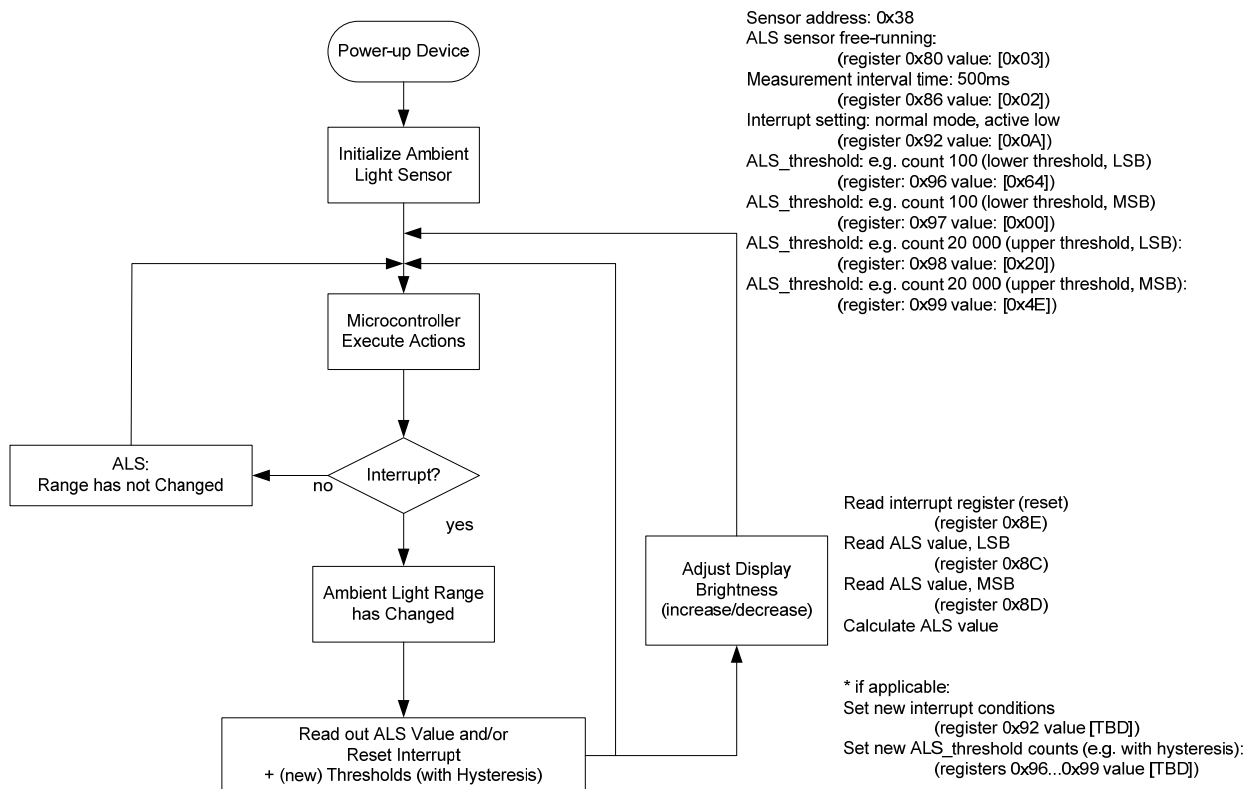 Power-up Device
Initialize Ambient
Light Sensor
Microcontroller
Execute Actions
Interrupt?
no
yes
ALS:
Range has not Changed
Ambient Light Range
has Changed
Read out ALS Value and/or
Reset Interrupt
+ (new) Thresholds (with Hysteresis)
Adjust Display
Brightness
(increase/decrease)
Sensor address: 0x38
ALS sensor free-running:
(register 0x80 value: [0x03])
Measurement interval time: 500ms
(register 0x86 value: [0x02])
Interrupt setting: normal mode, active low
(register 0x92 value: [0x0A])
ALS_threshold: e.g. count 100 (lower threshold, LSB)
(register: 0x96 value: [0x64])
ALS_threshold: e.g. count 100 (lower threshold, MSB)
(register: 0x97 value: [0x00])
ALS_threshold: e.g. count 20 000 (upper threshold, LSB):
(register: 0x98 value: [0x20])
ALS_threshold: e.g. count 20 000 (upper threshold, MSB):
(register: 0x99 value: [0x4E])
Read interrupt register (reset)
(register 0x8E)
Read ALS value, LSB
(register 0x8C)
Read ALS value, MSB
(register 0x8D)
Calculate ALS value
* if applicable:
Set new interrupt conditions
(register 0x92 value [TBD])
Set new ALS_threshold counts (e.g. with hysteresis):
(registers 0x96...0x99 value [TBD])